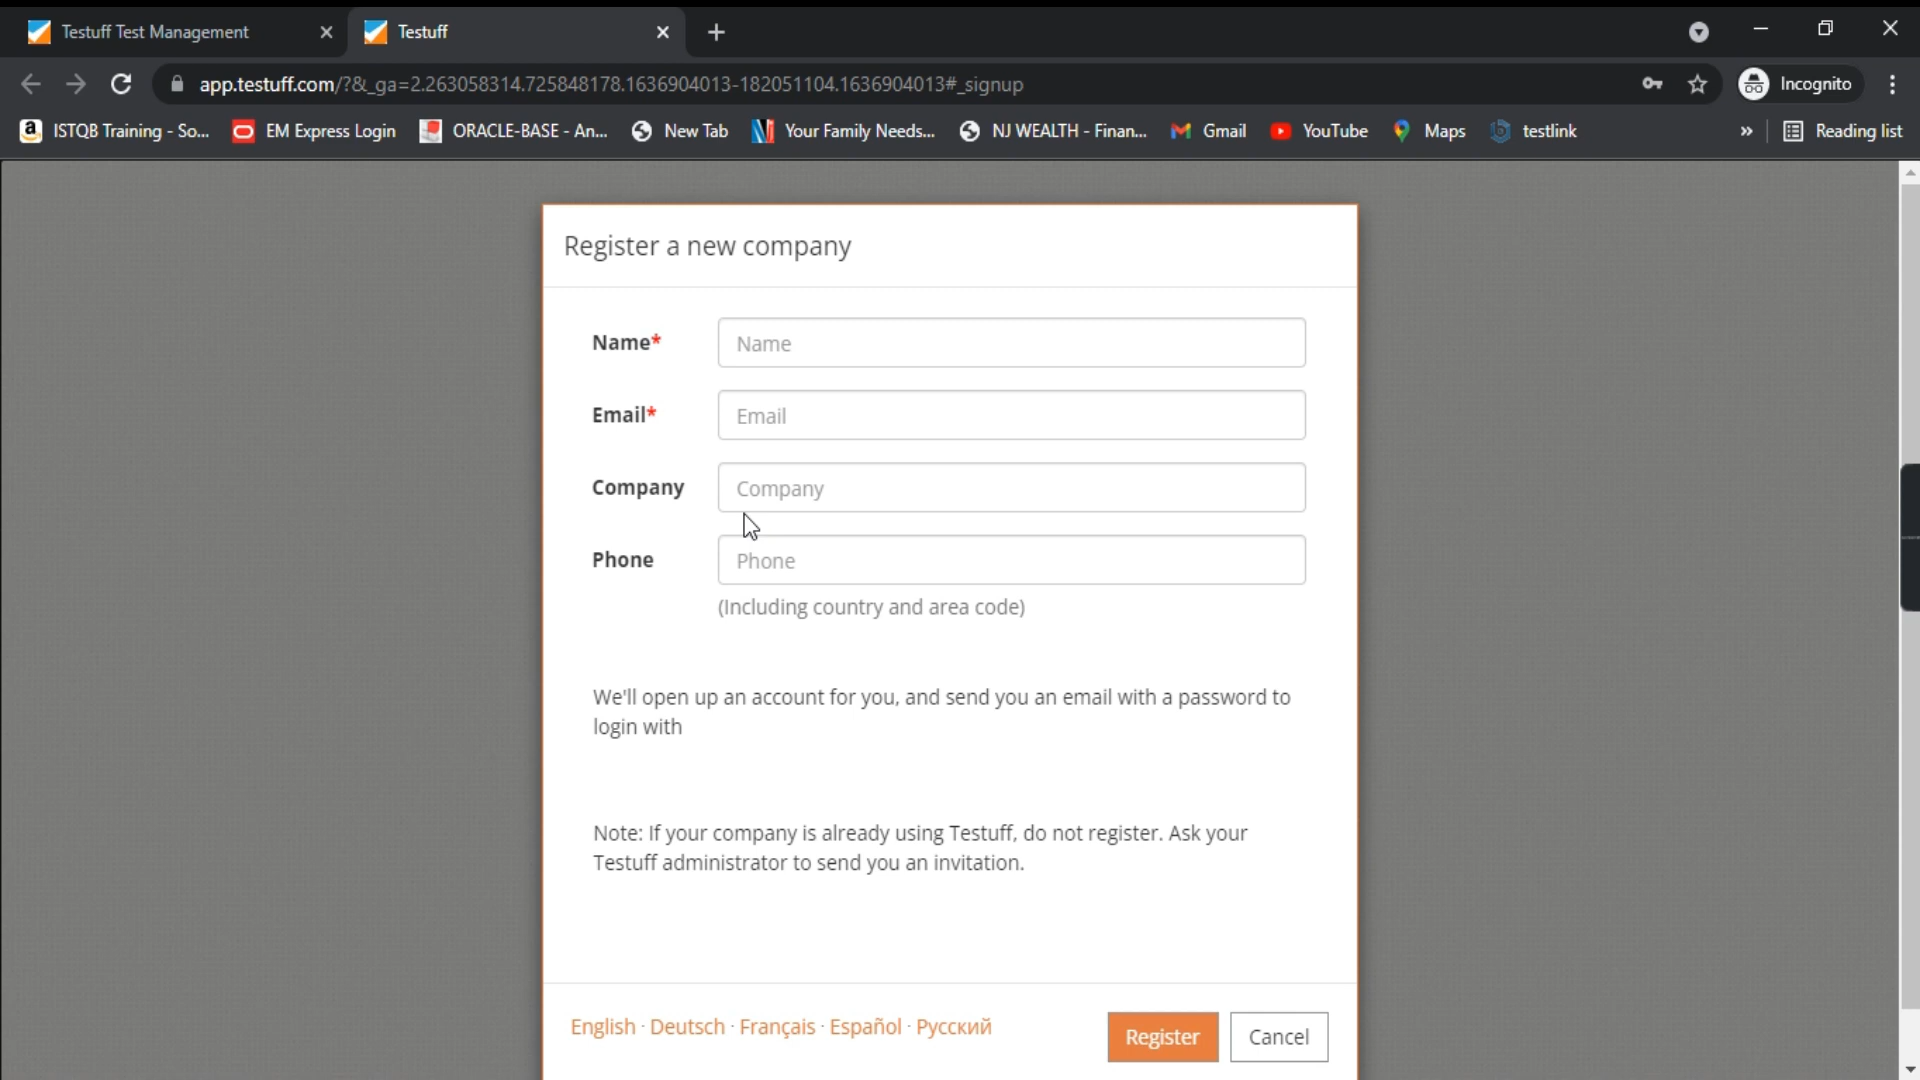 Testuff Test Management
Testuff
app.testuff.com/?&_ga=2.263058314.725848178.1636904013-182051104.1636904013#_signup
Incognito
ISTQB Training - So...
EM Express Login
ORACLE-BASE - An...
New Tab
Your Family Needs...
NJ WEALTH - Finan...
Gmail
YouTube
Maps
testlink
»
Reading list
Register a new company
Name*
Name
Email*
Email
Company
Company
Phone
Phone
(Including country and area code)
We'll open up an account for you, and send you an email with a password to
login with
Note: If your company is already using Testuff, do not register. Ask your
Testuff administrator to send you an invitation.
English · Deutsch · Français · Español · Русский
Register
Cancel